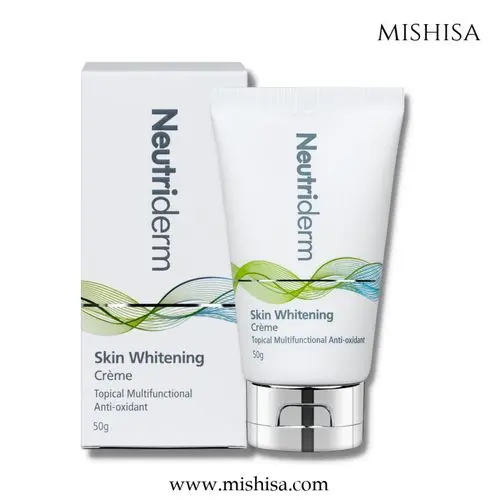 MISHISA
Neutriderm
Skin Whitening
Crème
Topical Multifunctional
Anti-oxidant
50g
Neutriderm
Skin Whitening
Crème
Topical Multifunctional Anti-oxidant
50g
www.mishisa.com